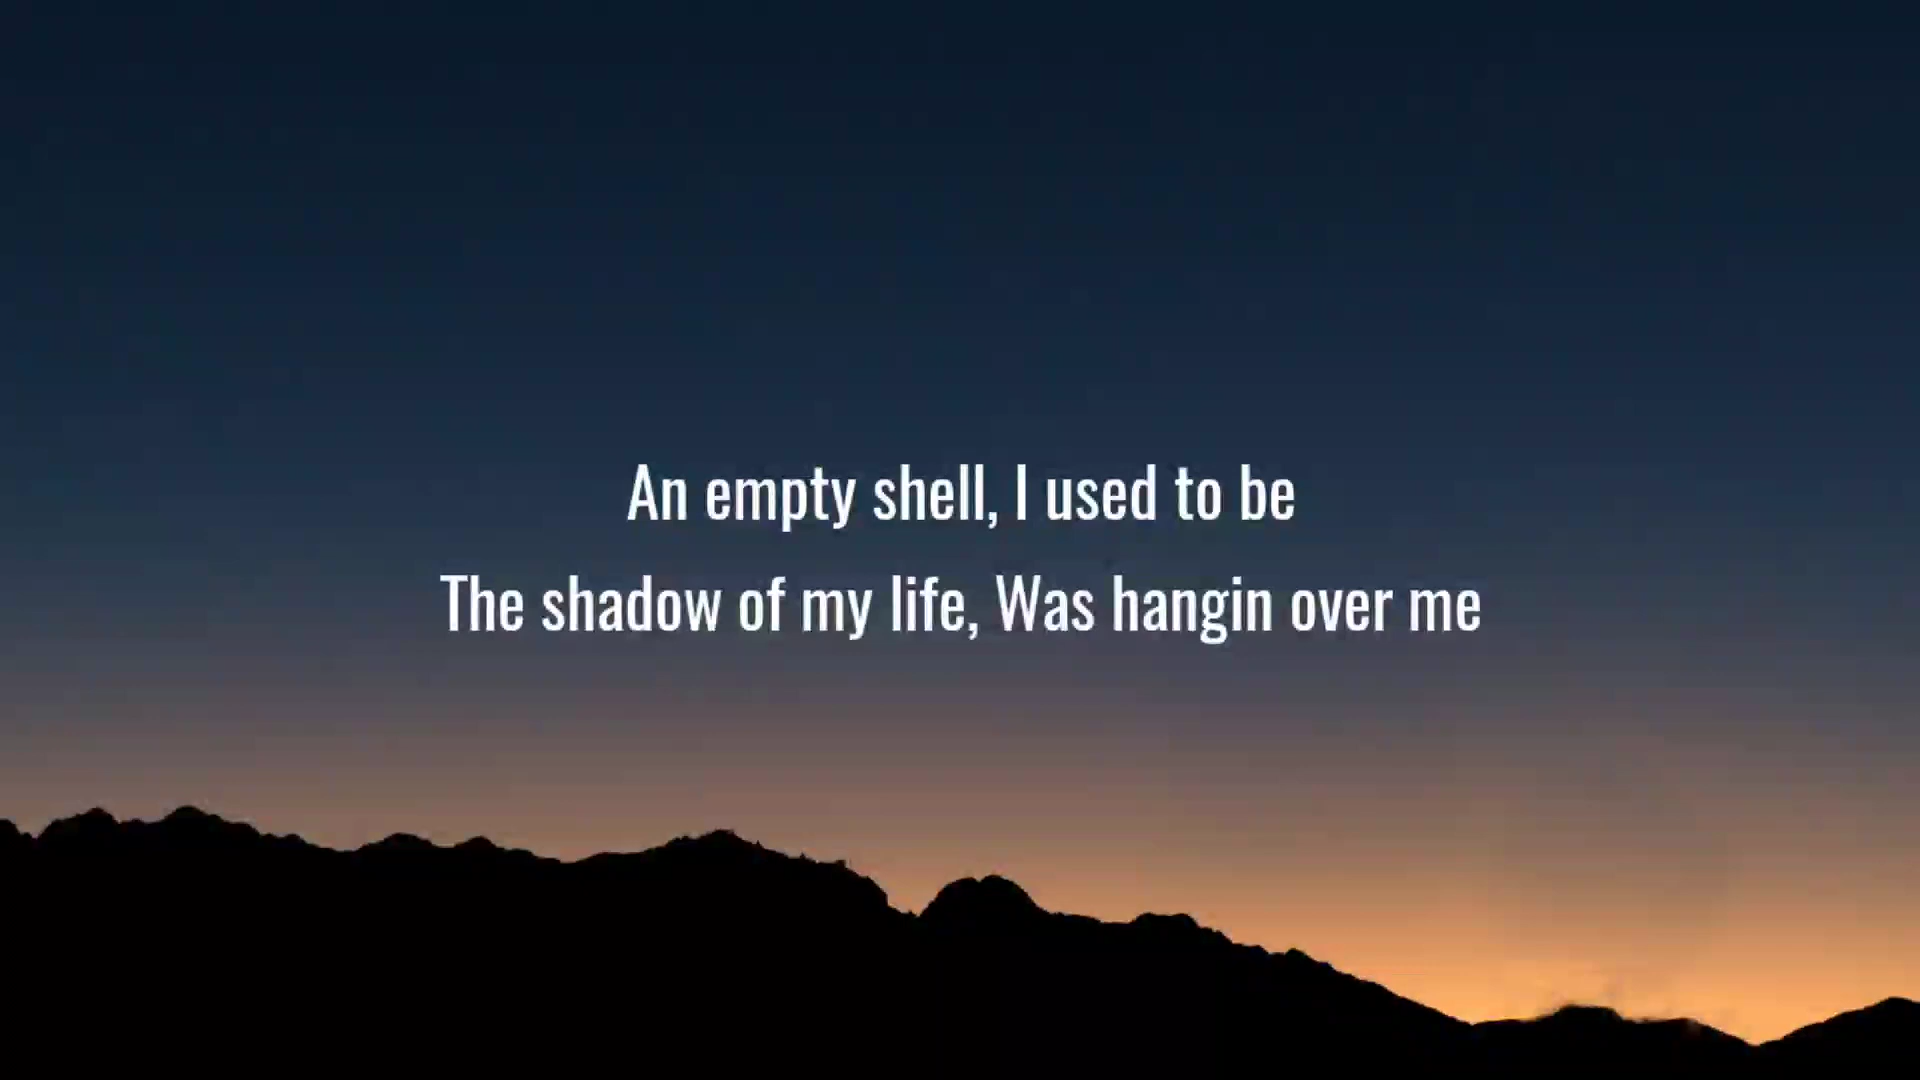 An empty shell, I used to be
The shadow of my life, Was hangin over me